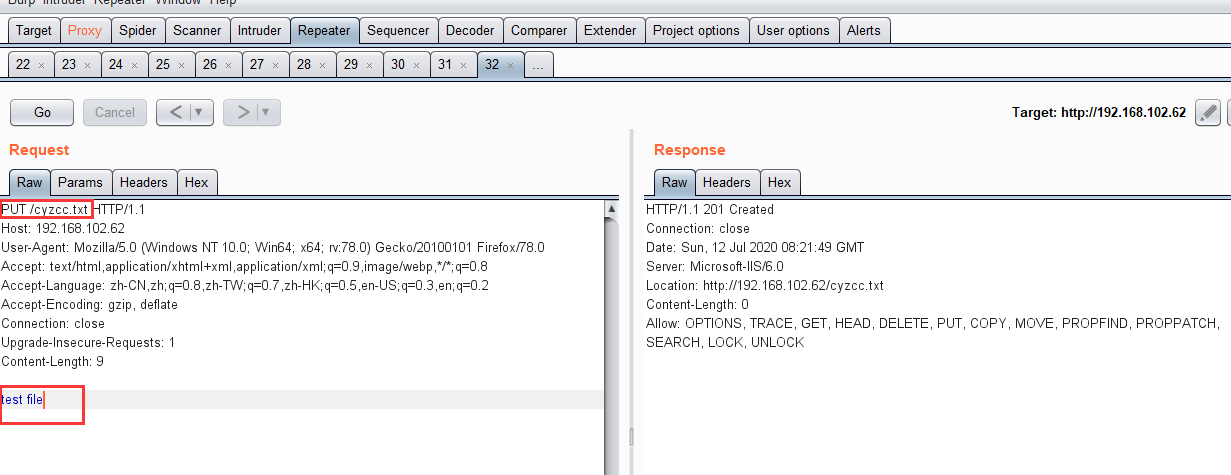 Burp Intruder Repeater Window Help
Target Proxy Spider Scanner Intruder Repeater Sequencer Decoder Comparer Extender Project options User options Alerts
22 × 23 × 24 × 25 × 26 × 27 × 28 × 29 × 30 × 31 × 32 × ...
Go Cancel < ▼ > ▼ Target: http://192.168.102.62
Request
Raw Params Headers Hex
PUT /cyzcc.txt HTTP/1.1
Host: 192.168.102.62
User-Agent: Mozilla/5.0 (Windows NT 10.0; Win64; x64; rv:78.0) Gecko/20100101 Firefox/78.0
Accept: text/html,application/xhtml+xml,application/xml;q=0.9,image/webp,*/*;q=0.8
Accept-Language: zh-CN,zh;q=0.8,zh-TW;q=0.7,zh-HK;q=0.5,en-US;q=0.3,en;q=0.2
Accept-Encoding: gzip, deflate
Connection: close
Upgrade-Insecure-Requests: 1
Content-Length: 9
test file
Response
Raw Headers Hex
HTTP/1.1 201 Created
Connection: close
Date: Sun, 12 Jul 2020 08:21:49 GMT
Server: Microsoft-IIS/6.0
Location: http://192.168.102.62/cyzcc.txt
Content-Length: 0
Allow: OPTIONS, TRACE, GET, HEAD, DELETE, PUT, COPY, MOVE, PROPFIND, PROPPATCH,
SEARCH, LOCK, UNLOCK